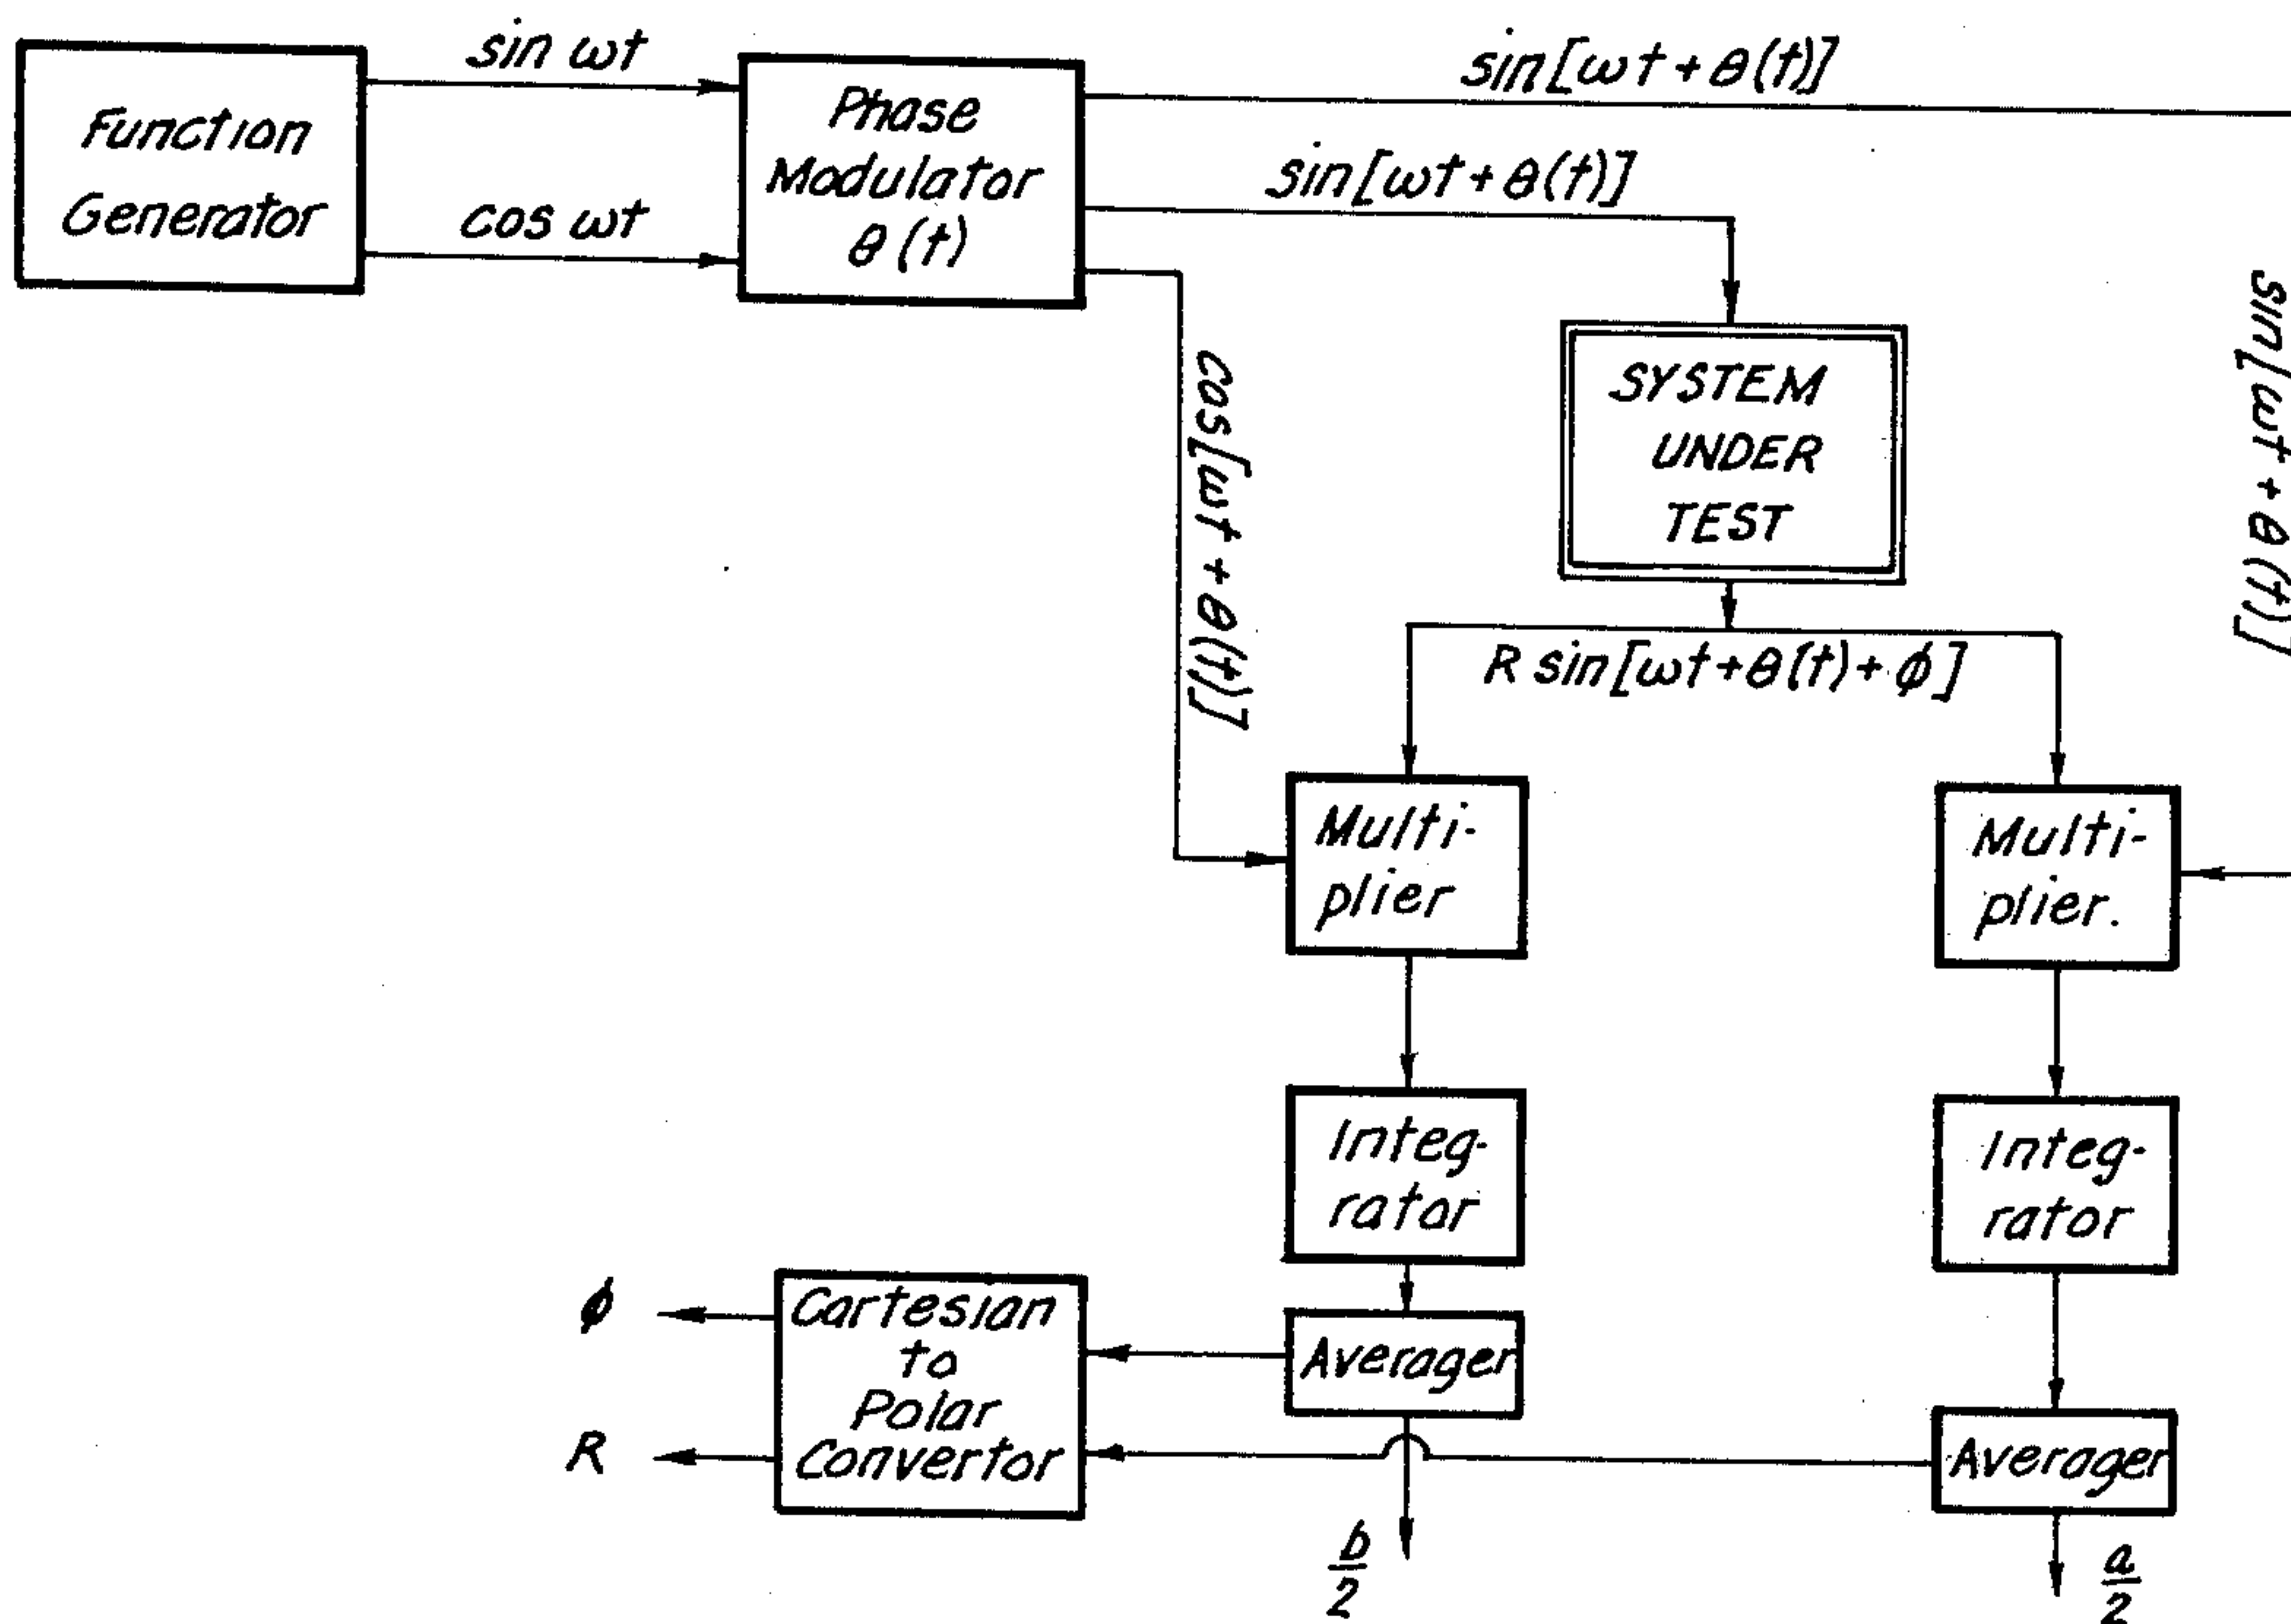 sin ωt
Function
Generator
cos ωt
Phase
Modulator
θ(t)
sin[ωt + θ(t)]
sin[ωt + θ(t)]
cos[ωt + θ(t)]
sin[ωt + θ(t)]
SYSTEM
UNDER
TEST
R sin[ωt+θ(t)+ϕ]
Multi-
plier
Multi-
plier.
Integ-
rator
Integ-
rator
ϕ
R
Cartesian
to
Polar
Convertor
Averager
Averager
b/2
a/2